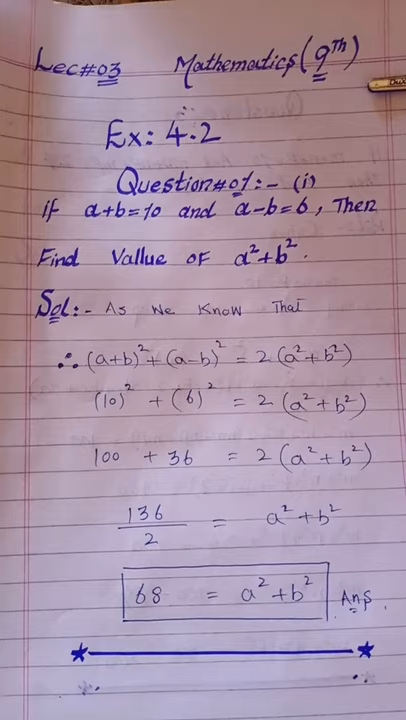 Lec#03 Mathematics(9Th)
Ex: 4.2
Question#01:- (i)
if a+b=10 and a-b=6, Then
Find Vallue OF a²+b².
Sol:- As We Know That
∴ (a+b)²+(a-b)² = 2(a²+b²)
(10)² + (6)² = 2(a²+b²)
100 + 36 = 2(a²+b²)
136/2 = a²+b²
68 = a²+b² Ans.